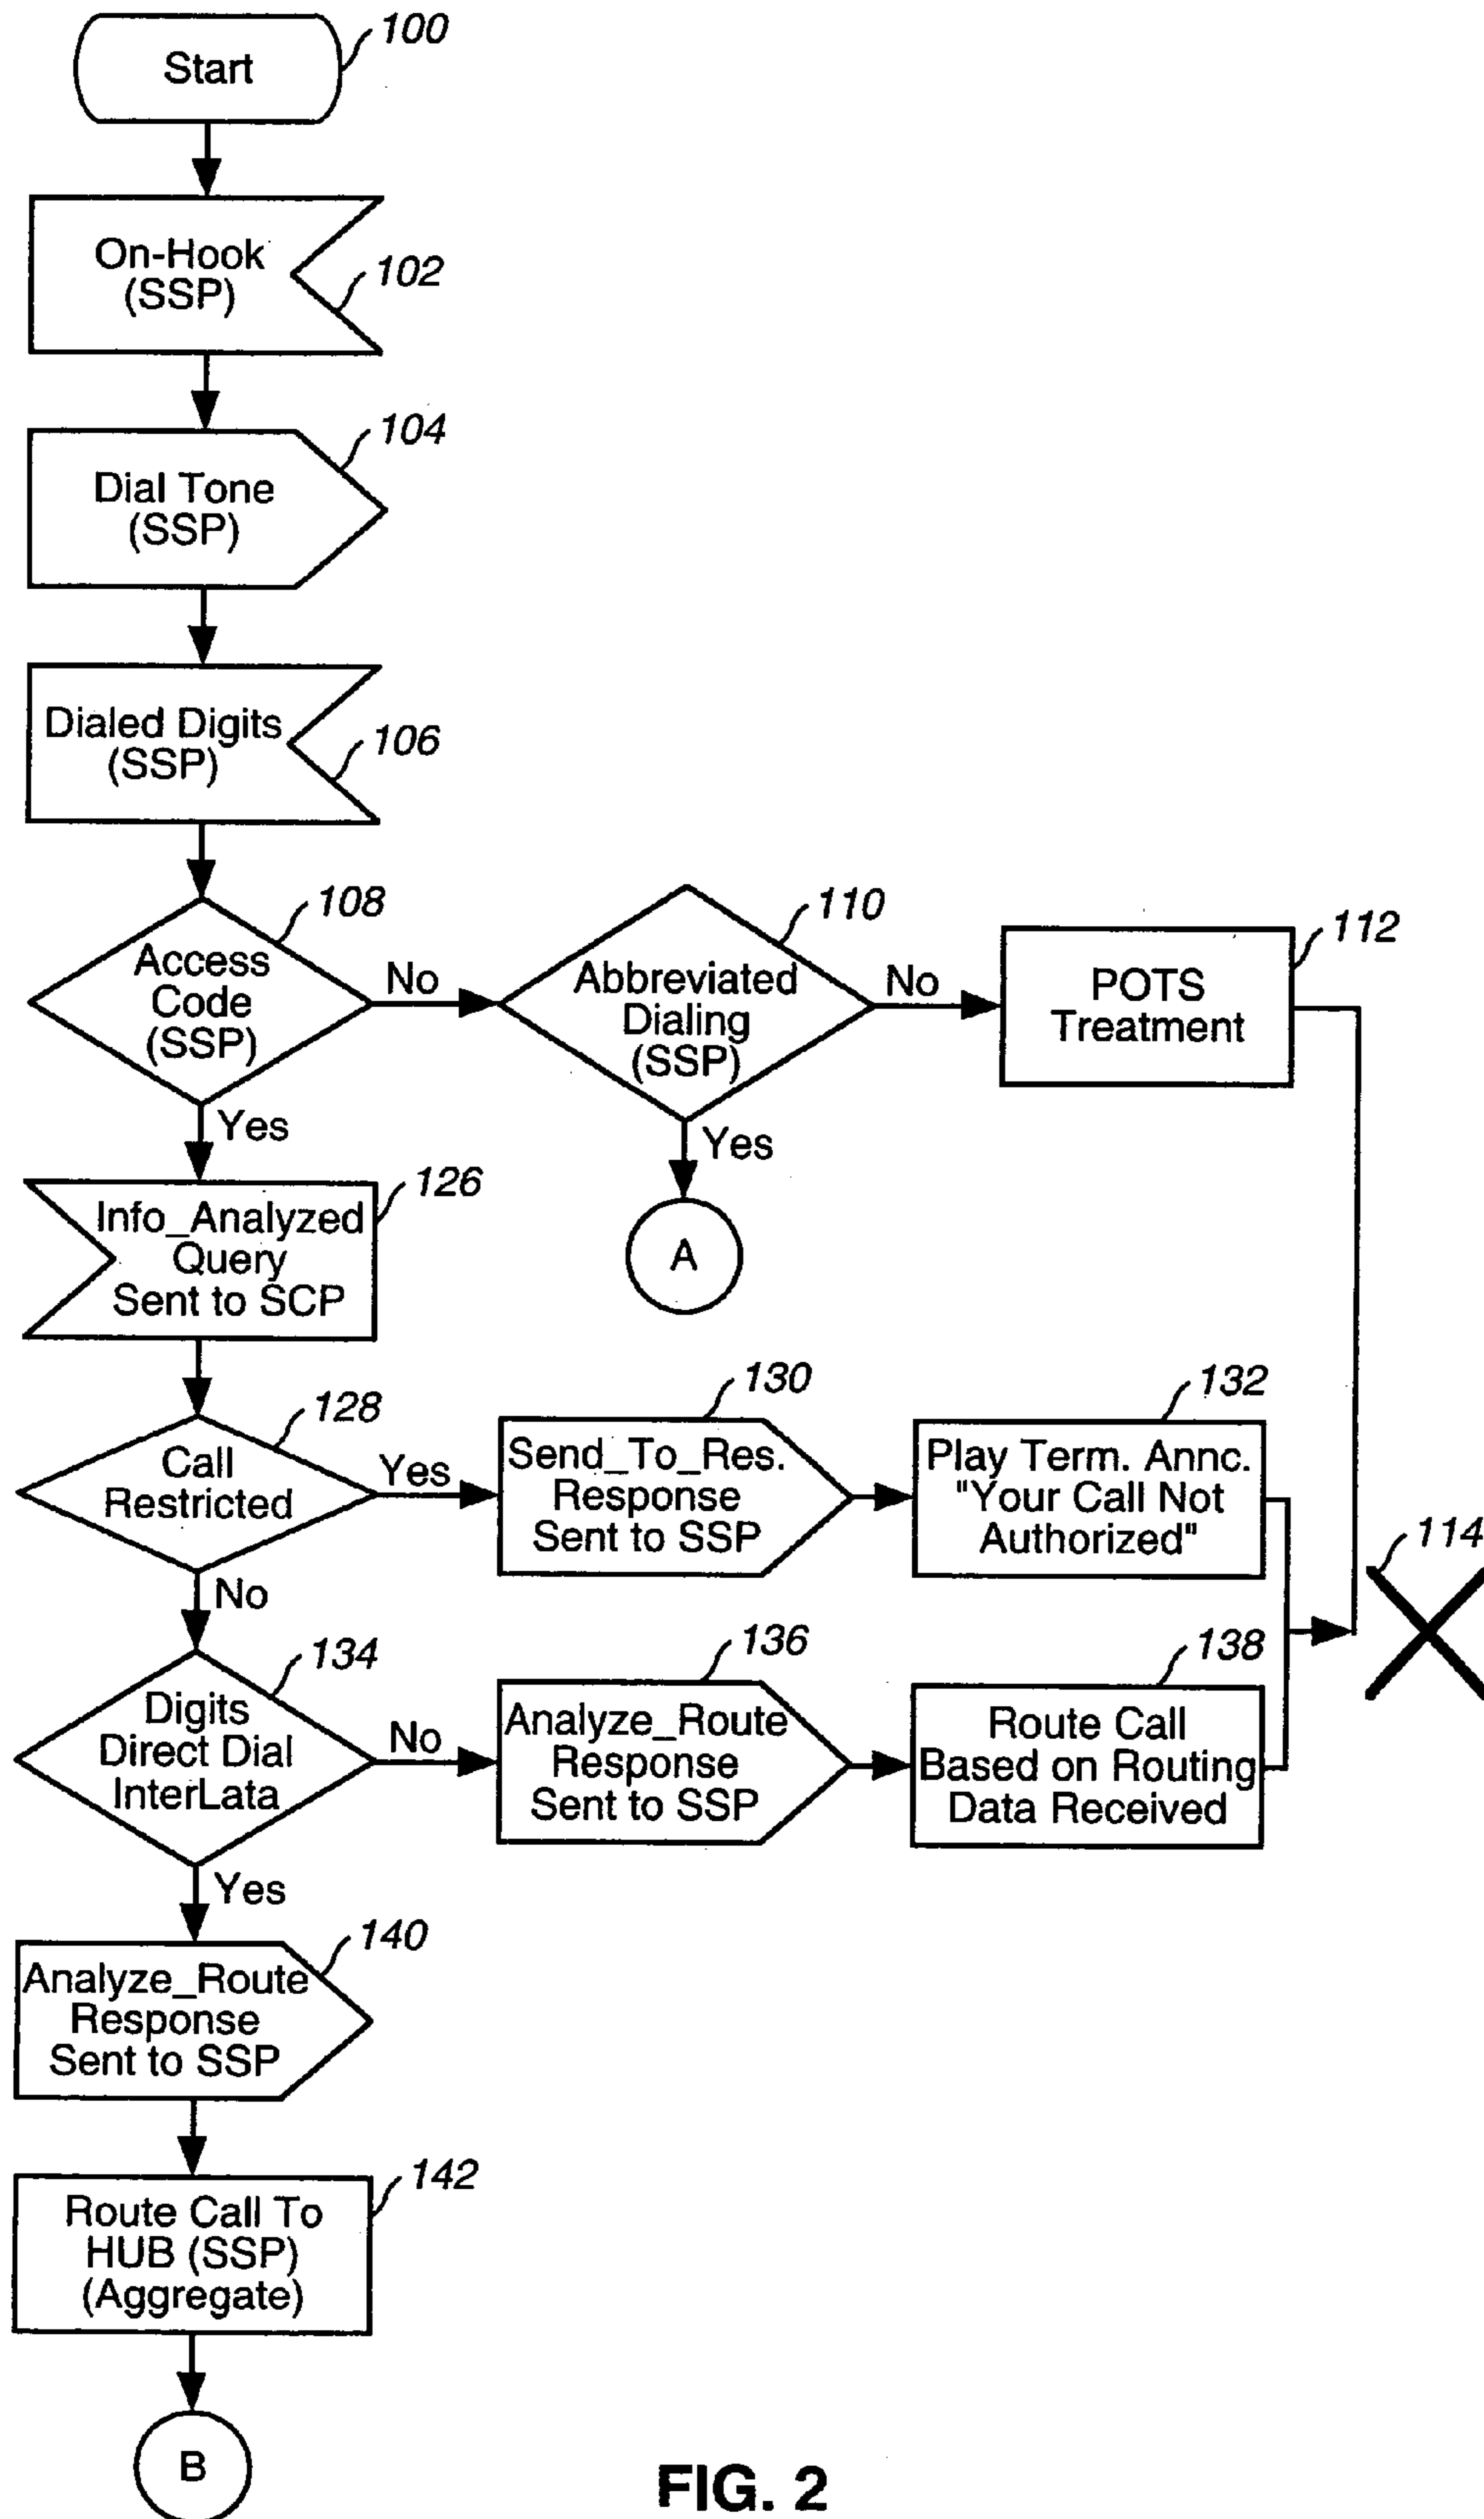 100
Start
On-Hook
(SSP)
102
104
Dial Tone
(SSP)
Dialed Digits
(SSP)
106
108
Access
Code
(SSP)
No
110
Abbreviated
Dialing
(SSP)
No
112
POTS
Treatment
Yes
Yes
A
126
Info_Analyzed
Query
Sent to SCP
128
Call
Restricted
Yes
130
Send_To_Res.
Response
Sent to SSP
132
Play Term. Annc.
"Your Call Not
Authorized"
114
No
134
Digits
Direct Dial
InterLata
No
136
Analyze_Route
Response
Sent to SSP
138
Route Call
Based on Routing
Data Received
Yes
140
Analyze_Route
Response
Sent to SSP
142
Route Call To
HUB (SSP)
(Aggregate)
B
FIG. 2